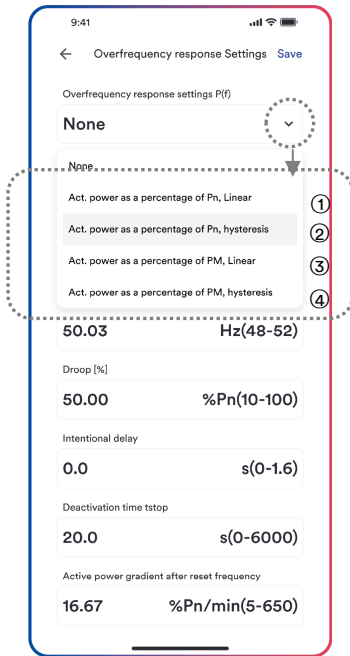 9:41
Overfrequency response Settings Save
Overfrequency response settings P(f)
None
None
Act. power as a percentage of Pn, Linear ①
Act. power as a percentage of Pn, hysteresis ②
Act. power as a percentage of PM, Linear ③
Act. power as a percentage of PM, hysteresis ④
50.03 Hz(48-52)
Droop [%]
50.00 %Pn(10-100)
Intentional delay
0.0 s(0-1.6)
Deactivation time tstop
20.0 s(0-6000)
Active power gradient after reset frequency
16.67 %Pn/min(5-650)